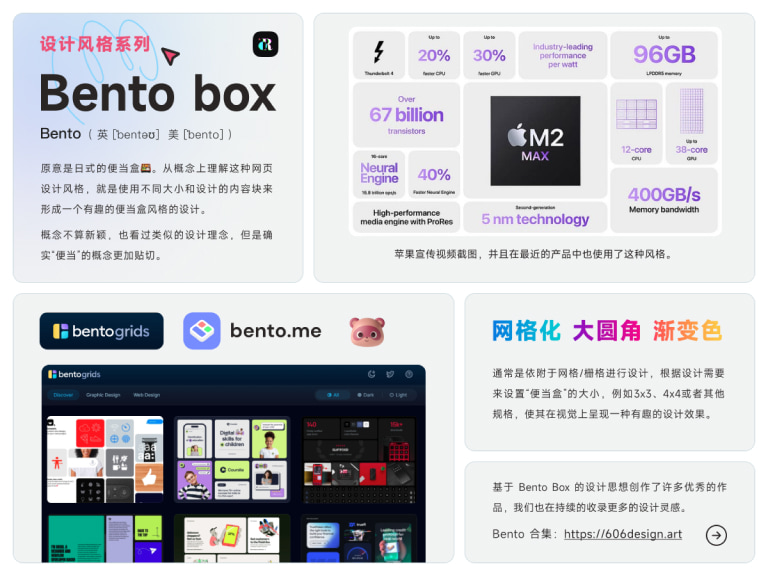 设计风格系列
Bento box
Bento ( 英 ['bentəʊ] 美 ['bento] )
原意是日式的便当盒🍱。从概念上理解这种网页
设计风格，就是使用不同大小和设计的内容块来
形成一个有趣的便当盒风格的设计。
概念不算新颖，也看过类似的设计理念，但是确
实“便当”的概念更加贴切。
Thunderbolt 4
Up to
20%
faster CPU
Up to
30%
faster GPU
Industry-leading
performance
per watt
Up to
96GB
LPDDR5 memory
Over
67 billion
transistors
M2
MAX
12-core
CPU
Up to
38-core
GPU
16-core
Neural
Engine
15.8 trillion ops/s
40%
Faster Neural Engine
400GB/s
Memory bandwidth
High-performance
media engine with ProRes
Second-generation
5 nm technology
苹果宣传视频截图，并且在最近的产品中也使用了这种风格。
bentogrids
bento.me
bentogrids
Discover Graphic Design Web Design All Dark Light
Digital
skills for
children
140
15k+
Counda
网格化 大圆角 渐变色
通常是依附于网格/栅格进行设计，根据设计需要
来设置“便当盒”的大小，例如3x3、4x4或者其他
规格，使其在视觉上呈现一种有趣的设计效果。
基于 Bento Box 的设计思想创作了许多优秀的作
品，我们也在持续的收录更多的设计灵感。
Bento 合集：https://606design.art